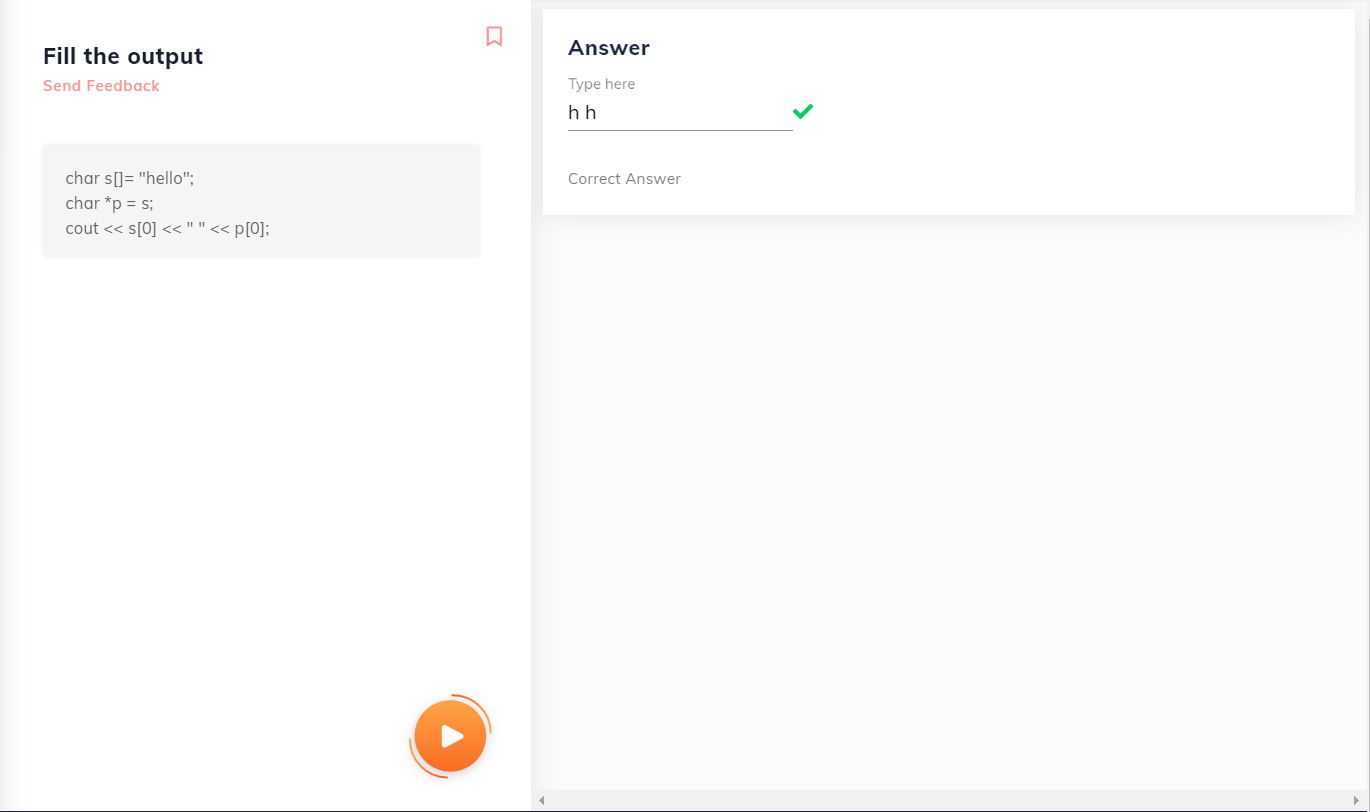 Fill the output
Send Feedback
char s[]= "hello";
char *p = s;
cout << s[0] << " " << p[0];
Answer
Type here
h h
Correct Answer